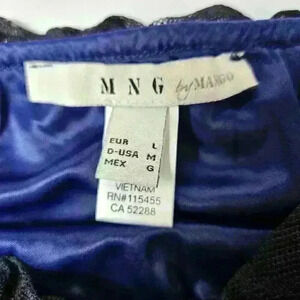 MNG by MANGO
EUR L
D-USA M
MEX G
VIETNAM
RN#115455
CA 52288